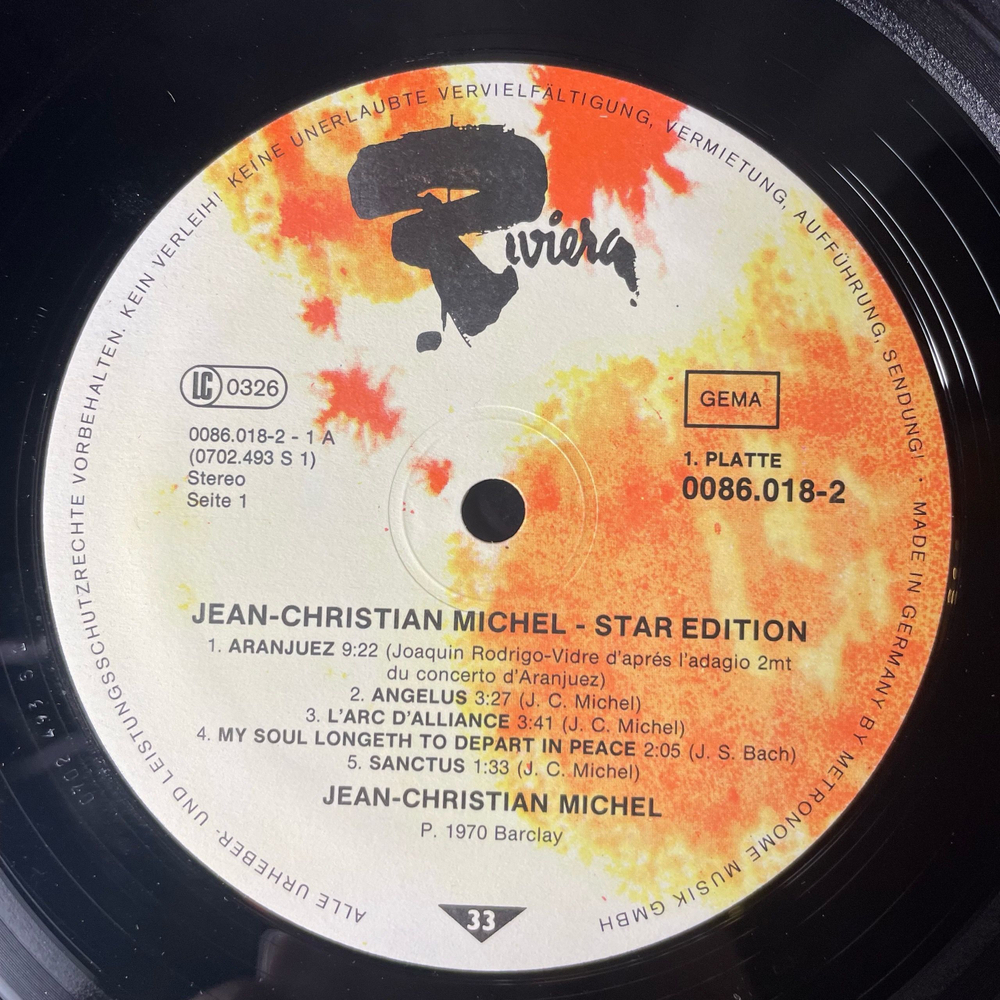 ALLE URHEBER- UND LEISTUNGSSCHUTZRECHTE VORBEHALTEN. KEIN VERLEIH! KEINE UNERLAUBTE VERVIELFÄLTIGUNG, VERMIETUNG, AUFFÜHRUNG, SENDUNG! · MADE IN GERMANY BY METRONOME MUSIK GMBH
Riviera
LC 0326
GEMA
0086.018-2 - 1 A
(0702.493 S 1)
Stereo
Seite 1
1. PLATTE
0086.018-2
JEAN-CHRISTIAN MICHEL - STAR EDITION
1. ARANJUEZ 9:22 (Joaquin Rodrigo-Vidre d'aprés l'adagio 2mt
du concerto d'Aranjuez)
2. ANGELUS 3:27 (J. C. Michel)
3. L'ARC D'ALLIANCE 3:41 (J. C. Michel)
4. MY SOUL LONGETH TO DEPART IN PEACE 2:05 (J. S. Bach)
5. SANCTUS 1:33 (J. C. Michel)
JEAN-CHRISTIAN MICHEL
P. 1970 Barclay
33